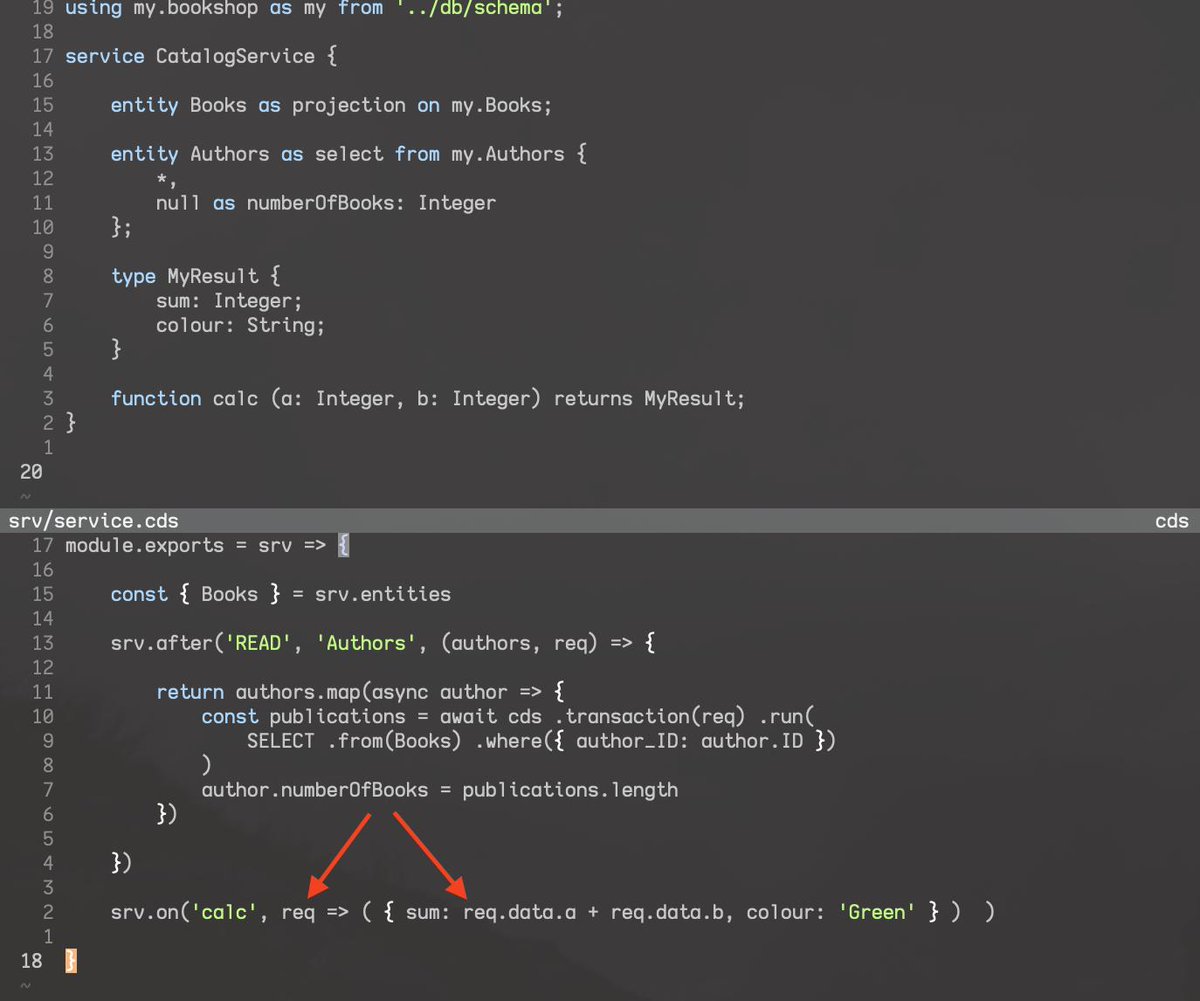 19 using my.bookshop as my from '../db/schema';
18
17 service CatalogService {
16
15     entity Books as projection on my.Books;
14
13     entity Authors as select from my.Authors {
12         *,
11         null as numberOfBooks: Integer
10     };
9
8     type MyResult {
7         sum: Integer;
6         colour: String;
5     }
4
3     function calc (a: Integer, b: Integer) returns MyResult;
2 }
1
20
~
srv/service.cds cds
17 module.exports = srv => {
16
15     const { Books } = srv.entities
14
13     srv.after('READ', 'Authors', (authors, req) => {
12
11         return authors.map(async author => {
10             const publications = await cds .transaction(req) .run(
9                 SELECT .from(Books) .where({ author_ID: author.ID })
8             )
7             author.numberOfBooks = publications.length
6         })
5
4     })
3
2     srv.on('calc', req => ( { sum: req.data.a + req.data.b, colour: 'Green' } )  )
1
18 }
~